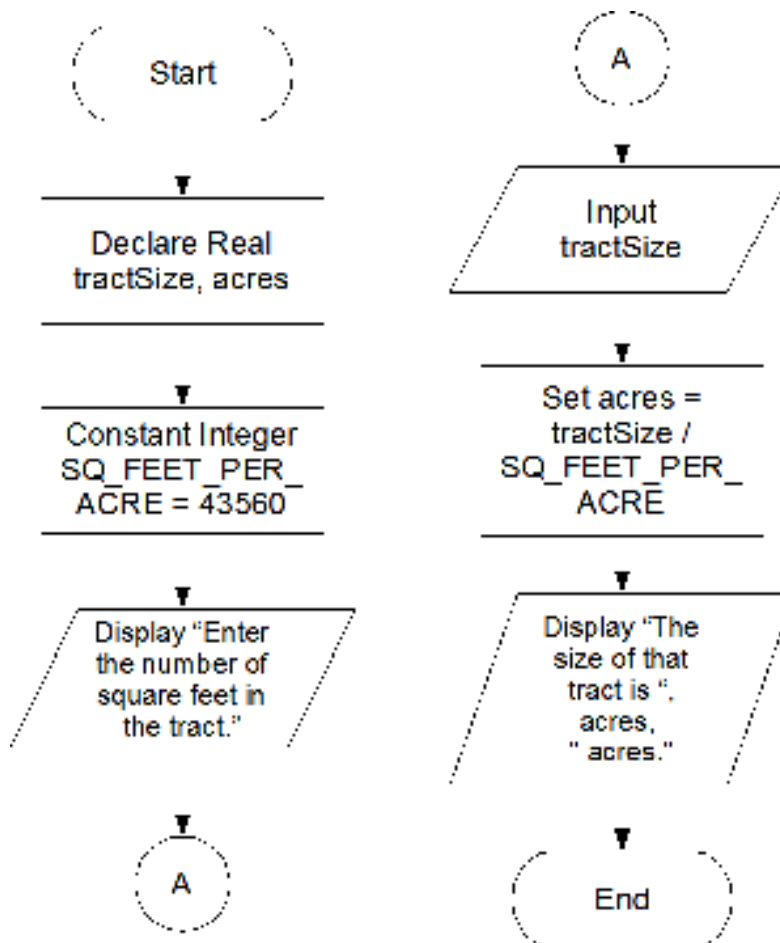 Start
Declare Real
tractSize, acres
Constant Integer
SQ_FEET_PER_
ACRE = 43560
Display “Enter
the number of
square feet in
the tract.”
A
A
Input
tractSize
Set acres =
tractSize /
SQ_FEET_PER_
ACRE
Display “The
size of that
tract is “,
acres,
" acres."
End